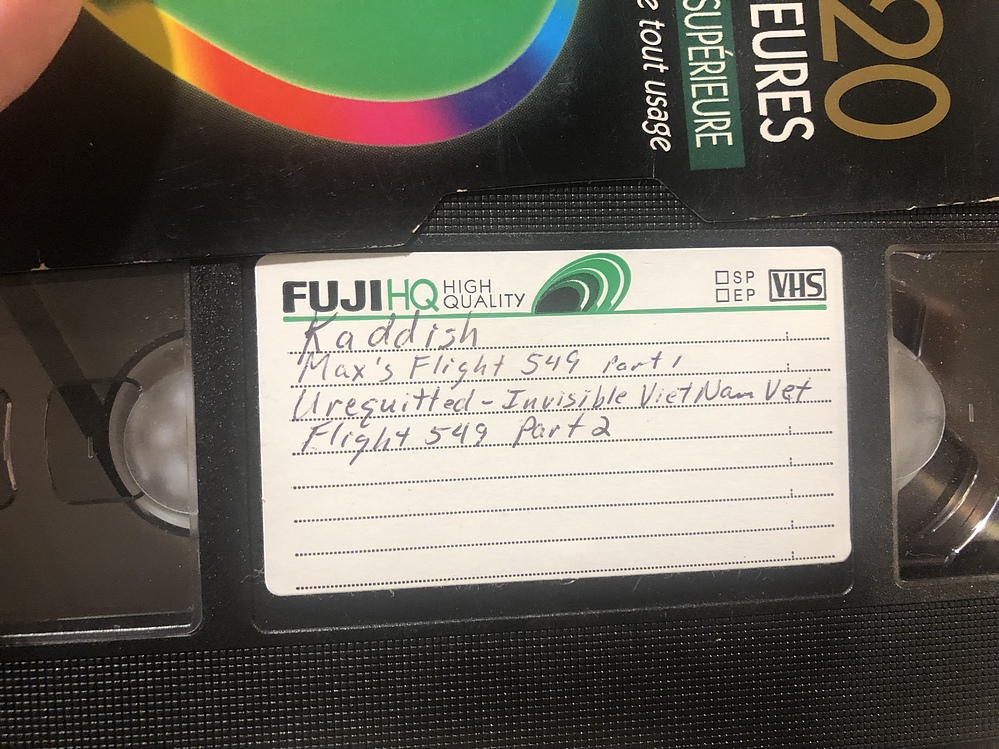 20
EURES
SUPÉRIEURE
e tout usage
FUJI HQ HIGH QUALITY
SP
EP
VHS
Kaddish
Max's Flight 549 Part 1
Urequitted - Invisible VietNam Vet
Flight 549 Part 2